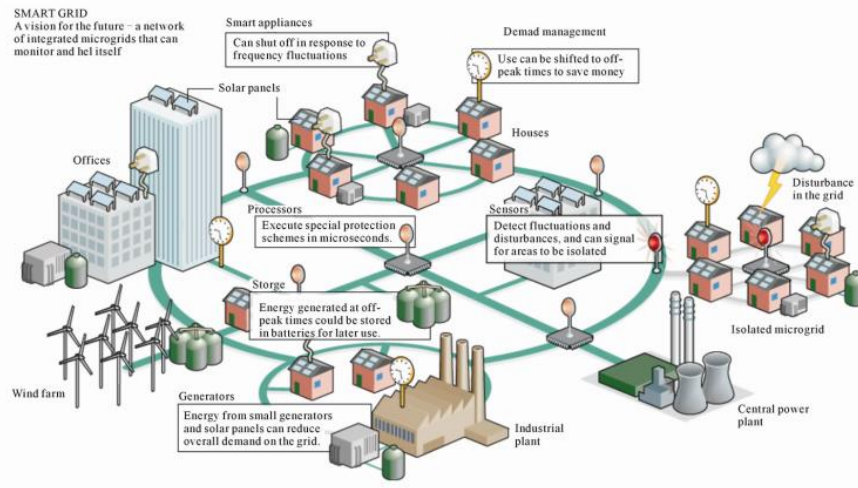 SMART GRID
A vision for the future – a network
of integrated microgrids that can
monitor and hel itself
Smart appliances
Can shut off in response to
frequency fluctuations
Demad management
Use can be shifted to off-
peak times to save money
Solar panels
Houses
Offices
Disturbance
in the grid
Processors
Execute special protection
schemes in microseconds.
Sensors
Detect fluctuations and
disturbances, and can signal
for areas to be isolated
Storge
Energy generated at off-
peak times could be stored
in batteries for later use.
Isolated microgrid
Wind farm
Generators
Energy from small generators
and solar panels can reduce
overall demand on the grid.
Industrial
plant
Central power
plant